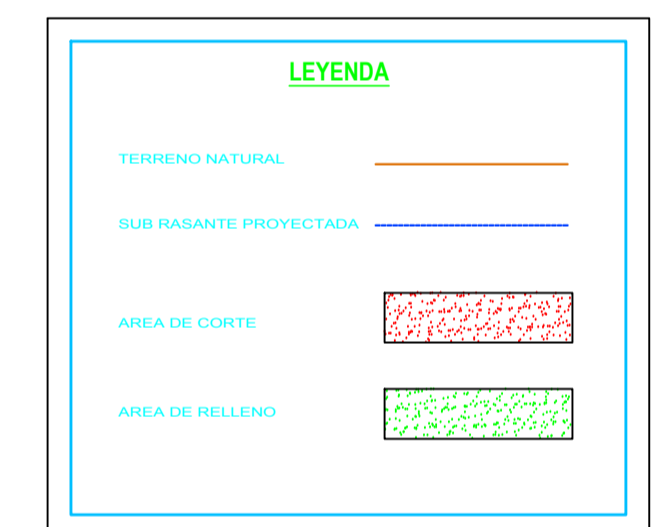 LEYENDA
TERRENO NATURAL
SUB RASANTE PROYECTADA
AREA DE CORTE
AREA DE RELLENO